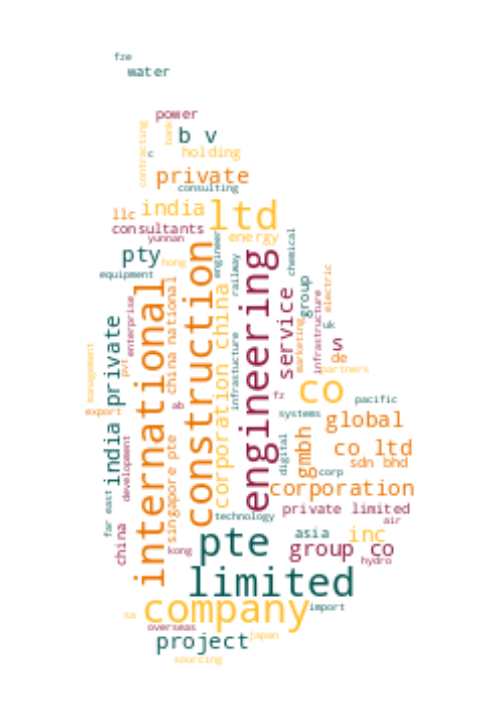 fze
water
power
contracting
bank
b v
c
holding
private
consulting
llc
india
ltd
consultants
yunnan
energy
engineer
chemical
pty
hong
equipment
railway
international
construction
engineering
china national
corporation china
infrastucture
service
group
electric
infrastructure
marketing
uk
s
de
partners
enterprise
india private
management
pvt
export
ab
fz
co
pacific
systems
global
gmbh
co ltd
digital
sdn bhd
go
corp
corporation
development
singapore pte
far east
private limited
technology
air
china
kong
pte
asia
inc
group co
hydro
limited
company
import
sa
overseas
project
japan
sourcing